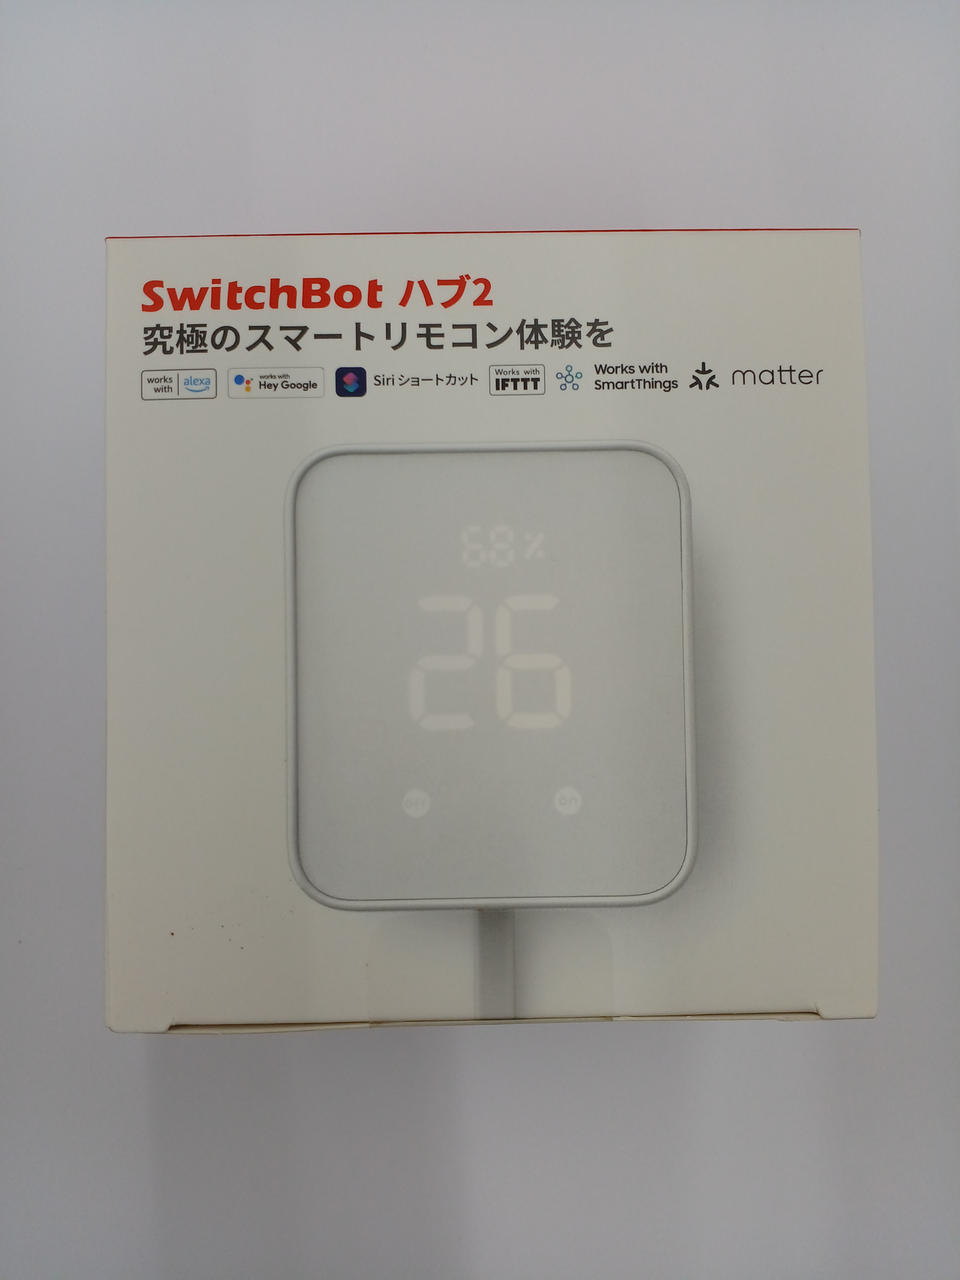 SwitchBot ハブ2
究極のスマートリモコン体験を
works with alexa
works with Hey Google
Siri ショートカット
Works with IFTTT
Works with SmartThings
matter
68%
26
OFF
On